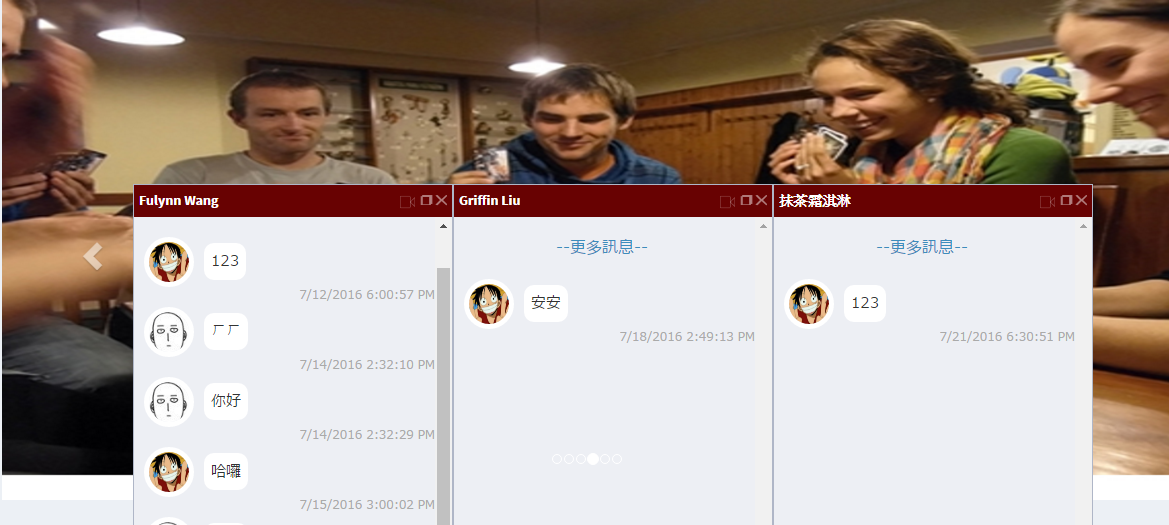 Fulynn Wang
123
7/12/2016 6:00:57 PM
ㄏㄏ
7/14/2016 2:32:10 PM
你好
7/14/2016 2:32:29 PM
哈囉
7/15/2016 3:00:02 PM
Griffin Liu
--更多訊息--
安安
7/18/2016 2:49:13 PM
抹茶霜淇淋
--更多訊息--
123
7/21/2016 6:30:51 PM